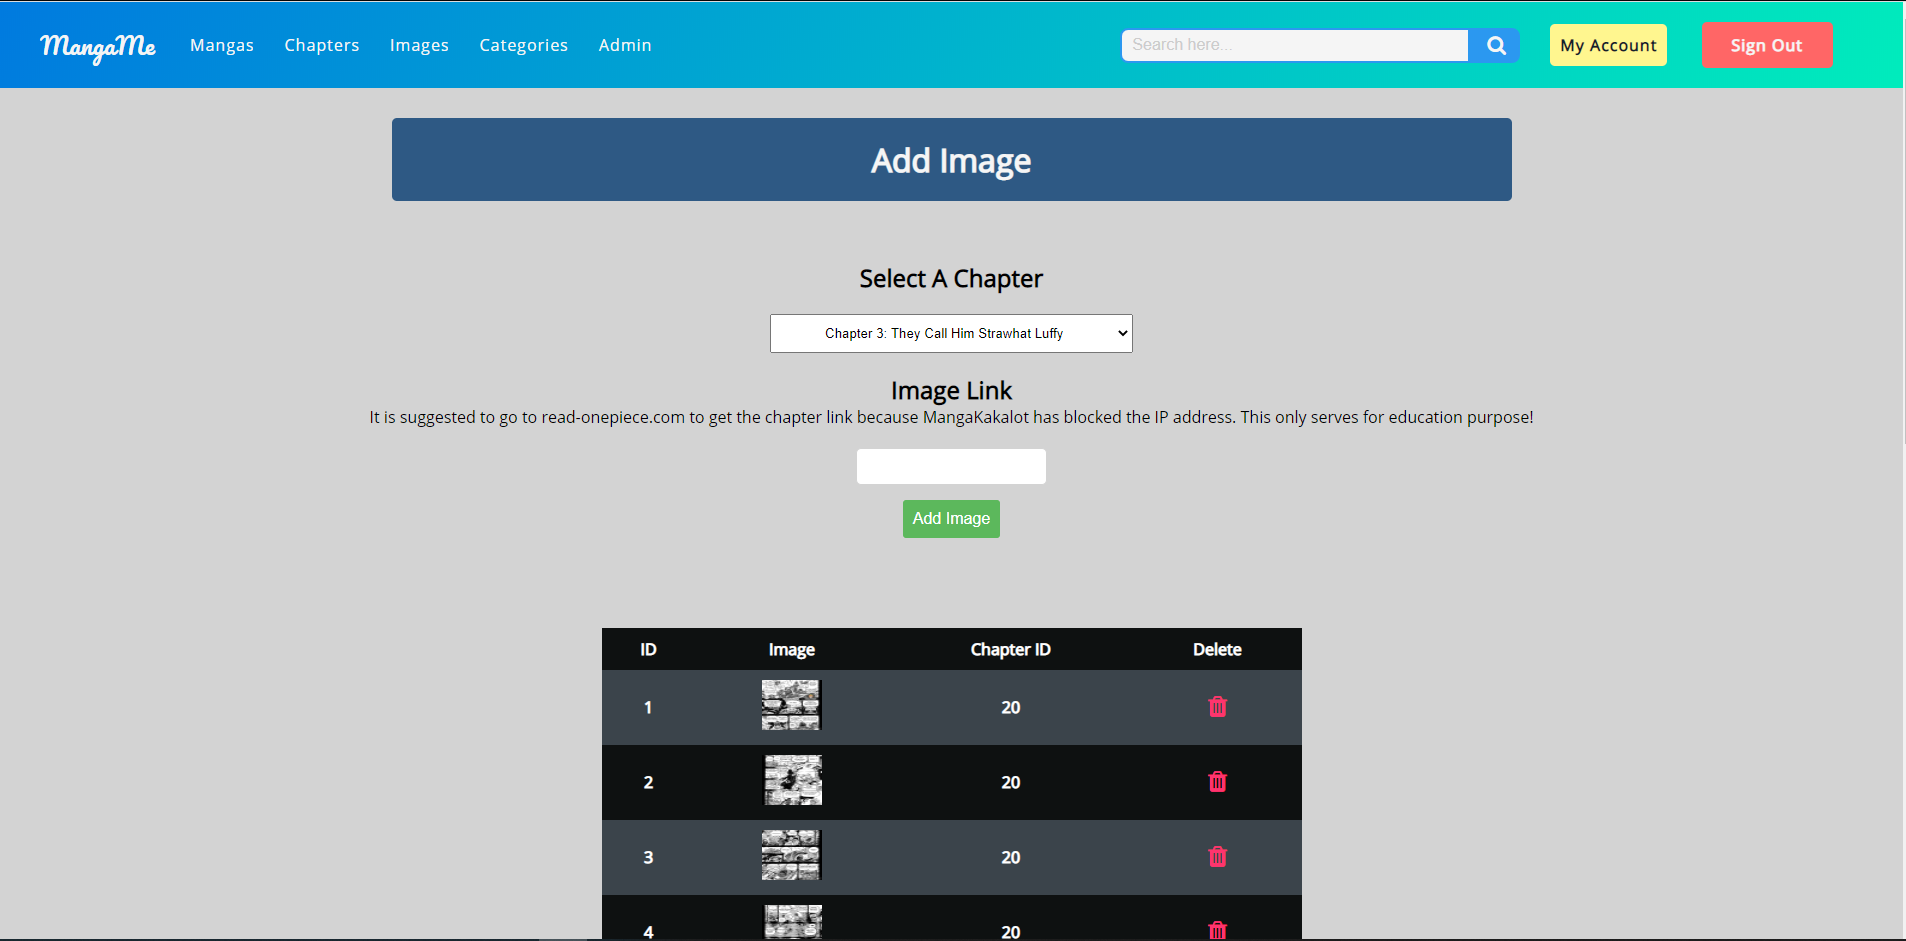 MangaMe Mangas Chapters Images Categories Admin Search here... My Account Sign Out
Add Image
Select A Chapter
Chapter 3: They Call Him Strawhat Luffy
Image Link
It is suggested to go to read-onepiece.com to get the chapter link because MangaKakalot has blocked the IP address. This only serves for education purpose!
Add Image
ID Image Chapter ID Delete
1 20
2 20
3 20
4 20